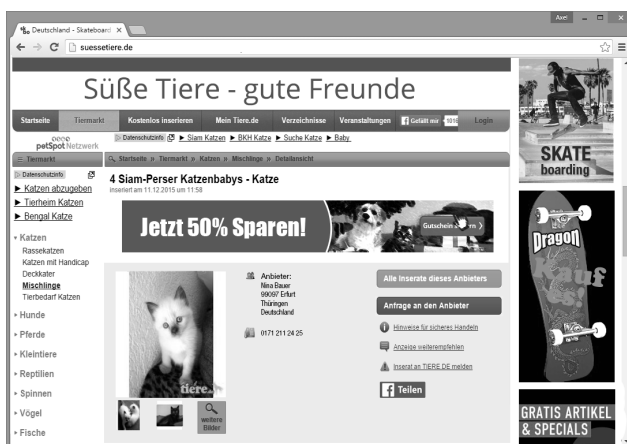 Axel
Deutschland - Skateboard
suessetiere.de
Süße Tiere - gute Freunde
Startseite Tiermarkt Kostenlos inserieren Mein Tiere.de Verzeichnisse Veranstaltungen Gefällt mir 1016 Login
petSpot Netzwerk
Datenschutzinfo ► Siam Katzen ► BKH Katze ► Suche Katze ► Baby
Tiermarkt
Startseite » Tiermarkt » Katzen » Mischlinge » Detailansicht
Datenschutzinfo
► Katzen abzugeben
► Tierheim Katzen
► Bengal Katze
Katzen
Rassekatzen
Katzen mit Handicap
Deckkater
Mischlinge
Tierbedarf Katzen
Hunde
Pferde
Kleintiere
Reptilien
Spinnen
Vögel
Fische
4 Siam-Perser Katzenbabys - Katze
inseriert am 11.12.2015 um 11:58
Jetzt 50% Sparen!
tiere.
weitere
Bilder
Anbieter:
Nina Bauer
99097 Erfurt
Thüringen
Deutschland
0171 211 24 25
Alle Inserate dieses Anbieters
Anfrage an den Anbieter
Hinweise für sicheres Handeln
Anzeige weiterempfehlen
Inserat an TIERE.DE melden
Teilen
SKATE
boarding
Dragon
Kauf
es!
GRATIS ARTIKEL
& SPECIALS